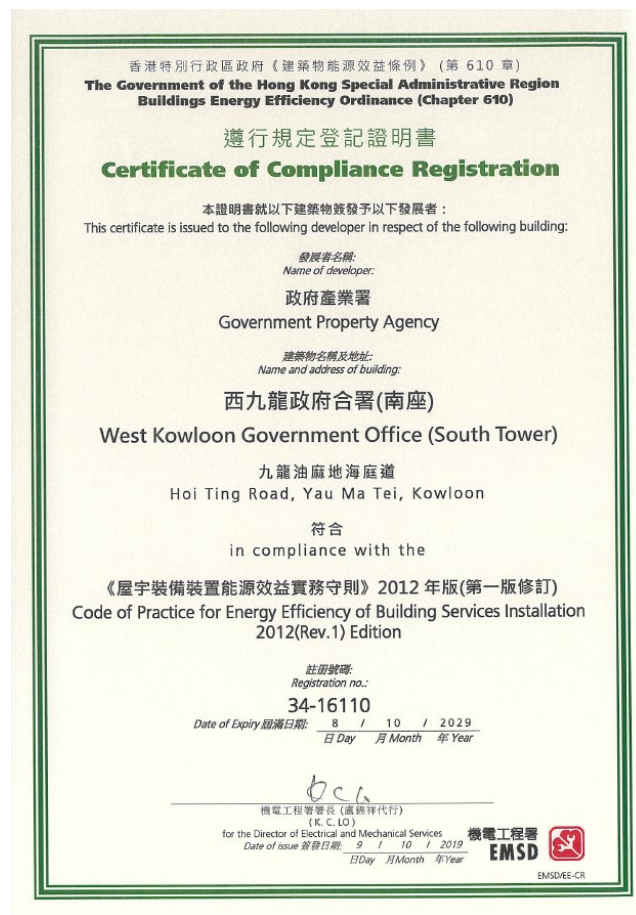 香港特別行政區政府《建築物能源效益條例》(第 610 章)
The Government of the Hong Kong Special Administrative Region
Buildings Energy Efficiency Ordinance (Chapter 610)
遵行規定登記證明書
Certificate of Compliance Registration
本證明書就以下建築物簽發予以下發展者：
This certificate is issued to the following developer in respect of the following building:
發展者名稱:
Name of developer:
政府產業署
Government Property Agency
建築物名稱及地址:
Name and address of building:
西九龍政府合署(南座)
West Kowloon Government Office (South Tower)
九龍油麻地海庭道
Hoi Ting Road, Yau Ma Tei, Kowloon
符合
in compliance with the
《屋宇裝備裝置能源效益實務守則》2012 年版(第一版修訂)
Code of Practice for Energy Efficiency of Building Services Installation
2012(Rev.1) Edition
註冊號碼:
Registration no.:
34-16110
Date of Expiry 屆滿日期: 8 / 10 / 2029
日 Day 月 Month 年 Year
機電工程署署長 (盧錦祥代行)
(K. C. LO)
for the Director of Electrical and Mechanical Services
Date of issue 簽發日期: 9 / 10 / 2019
日Day 月Month 年Year
機電工程署
EMSD
EMSD/EE-CR